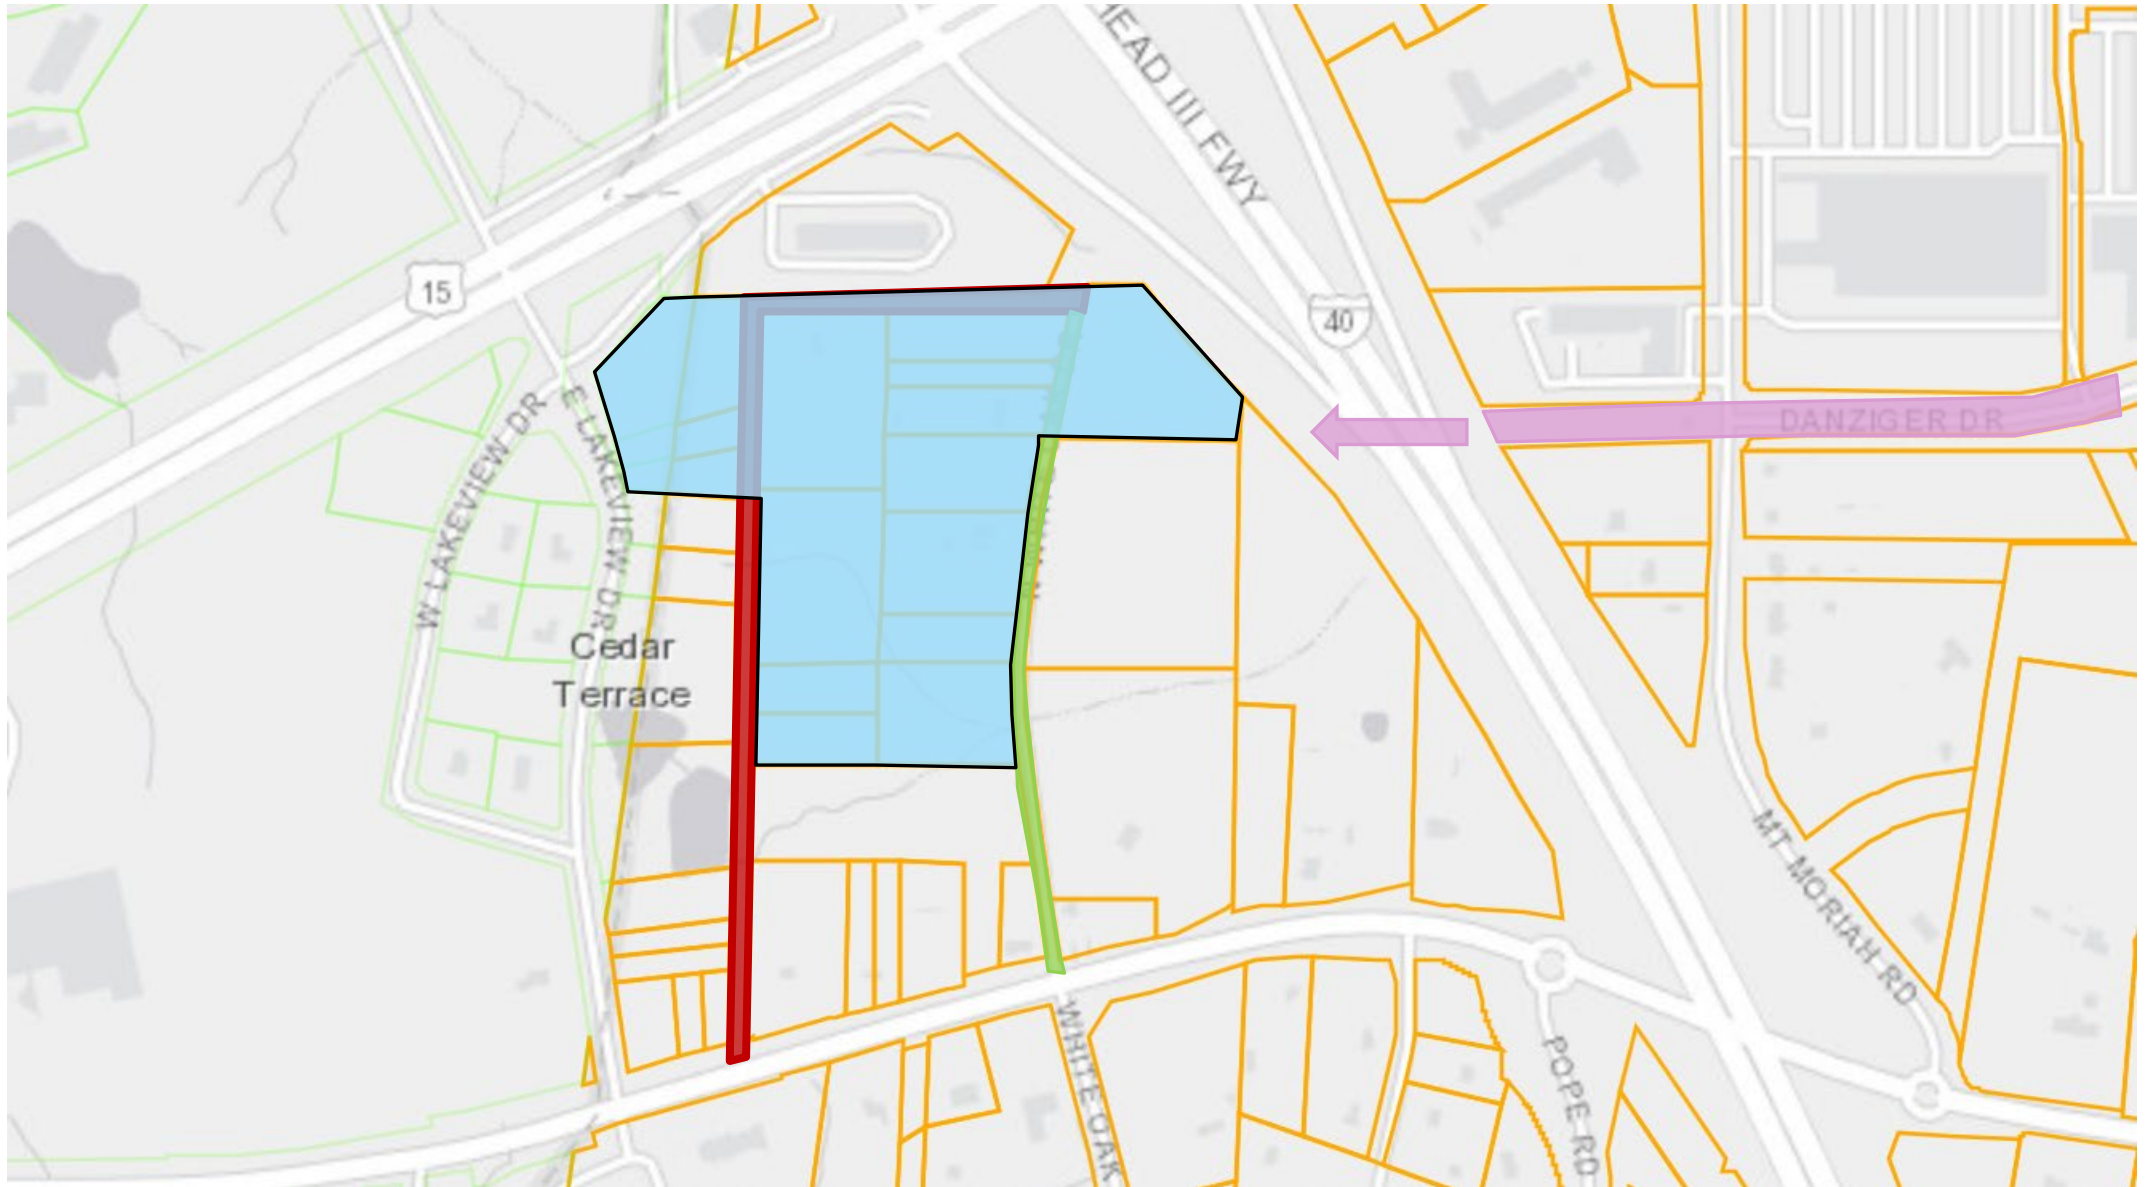 HEAD III FWY
15
40
DANZIGER DR
W LAKEVIEW DR
E LAKEVIEW DR
Cedar
Terrace
MT MORIAH RD
WHITE OAK
POPE RD